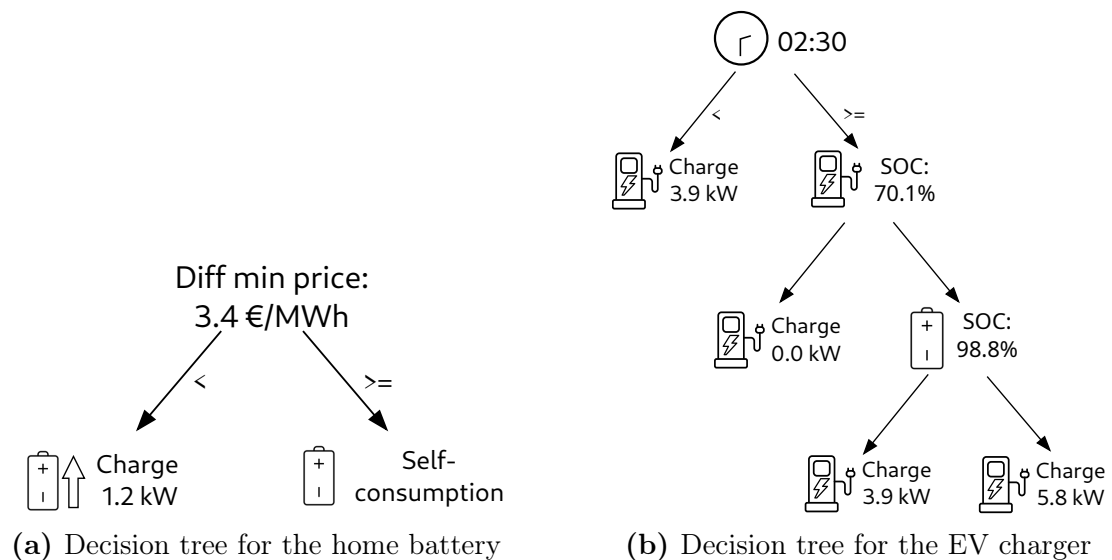 02:30
<
>=
Charge
3.9 kW
SOC:
70.1%
Diff min price:
3.4 €/MWh
<
>=
Charge
0.0 kW
SOC:
98.8%
Charge
1.2 kW
Self-
consumption
Charge
3.9 kW
Charge
5.8 kW
(a) Decision tree for the home battery
(b) Decision tree for the EV charger